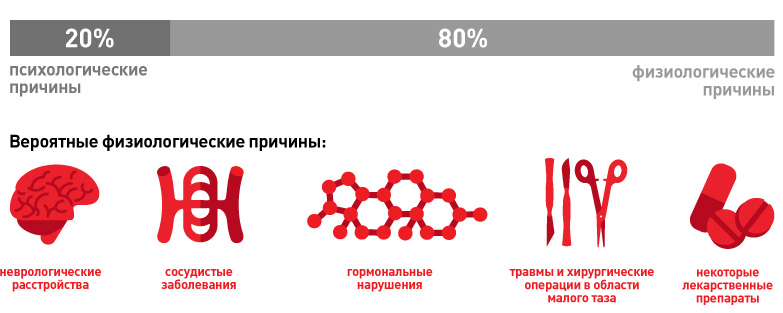 20%
80%
психологические
причины
физиологические
причины
Вероятные физиологические причины:
неврологические
расстройства
сосудистые
заболевания
гормональные
нарушения
травмы и хирургические
операции в области
малого таза
некоторые
лекарственные
препараты